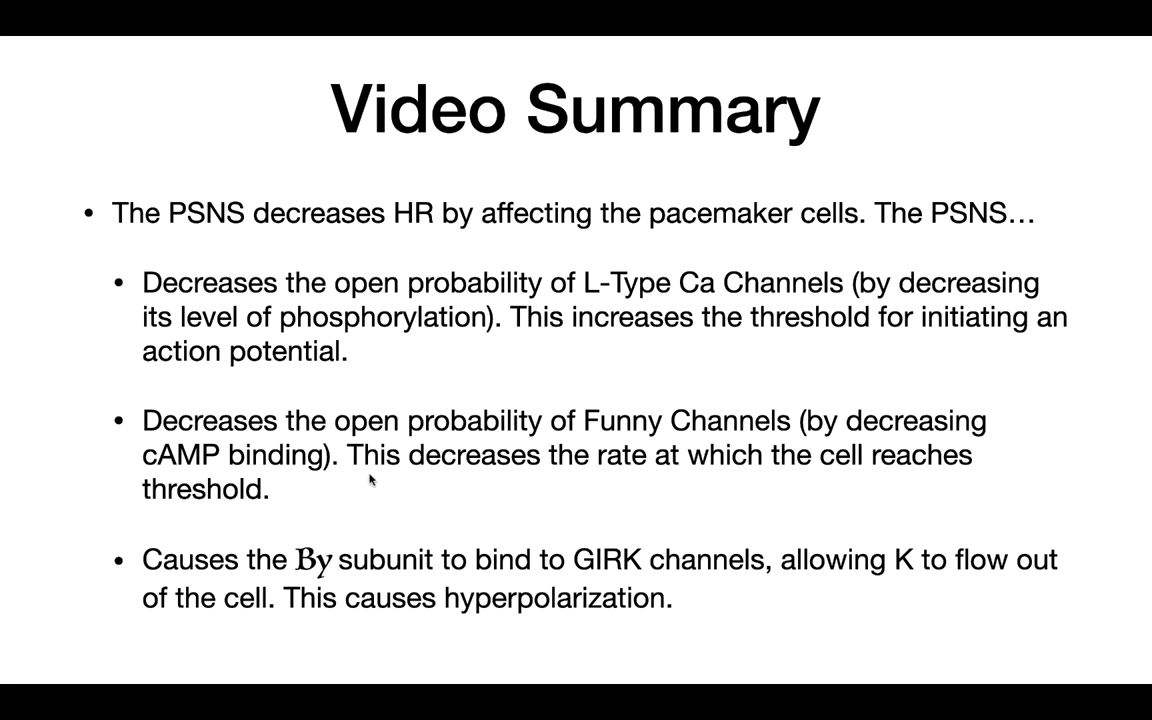 Video Summary
• The PSNS decreases HR by affecting the pacemaker cells. The PSNS…
• Decreases the open probability of L-Type Ca Channels (by decreasing
its level of phosphorylation). This increases the threshold for initiating an
action potential.
• Decreases the open probability of Funny Channels (by decreasing
cAMP binding). This decreases the rate at which the cell reaches
threshold.
• Causes the By subunit to bind to GIRK channels, allowing K to flow out
of the cell. This causes hyperpolarization.